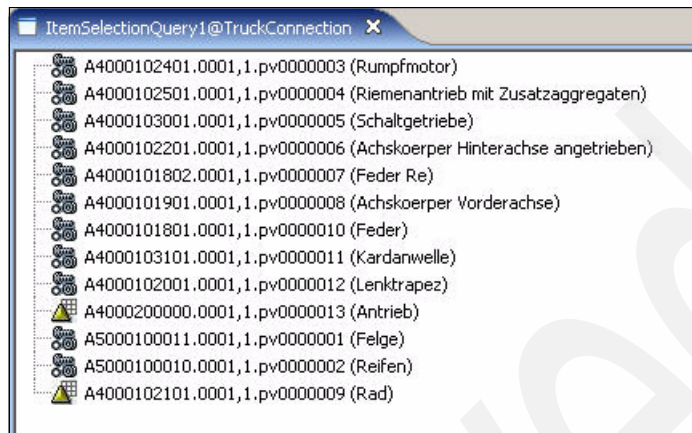 ItemSelectionQuery1@TruckConnection
A4000102401.0001,1.pv0000003 (Rumpfmotor)
A4000102501.0001,1.pv0000004 (Riemenantrieb mit Zusatzaggregaten)
A4000103001.0001,1.pv0000005 (Schaltgetriebe)
A4000102201.0001,1.pv0000006 (Achskoerper Hinterachse angetrieben)
A4000101802.0001,1.pv0000007 (Feder Re)
A4000101901.0001,1.pv0000008 (Achskoerper Vorderachse)
A4000101801.0001,1.pv0000010 (Feder)
A4000103101.0001,1.pv0000011 (Kardanwelle)
A4000102001.0001,1.pv0000012 (Lenktrapez)
A4000200000.0001,1.pv0000013 (Antrieb)
A5000100011.0001,1.pv0000001 (Felge)
A5000100010.0001,1.pv0000002 (Reifen)
A4000102101.0001,1.pv0000009 (Rad)